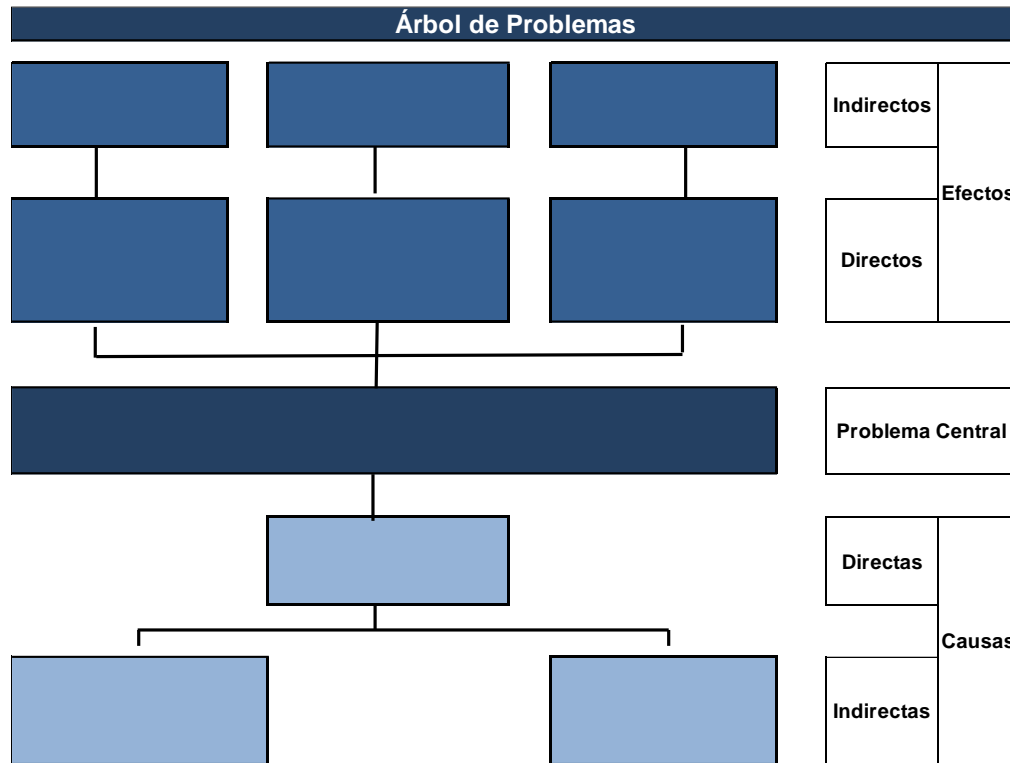 Árbol de Problemas
Indirectos
Efectos
Directos
Problema Central
Directas
Causas
Indirectas